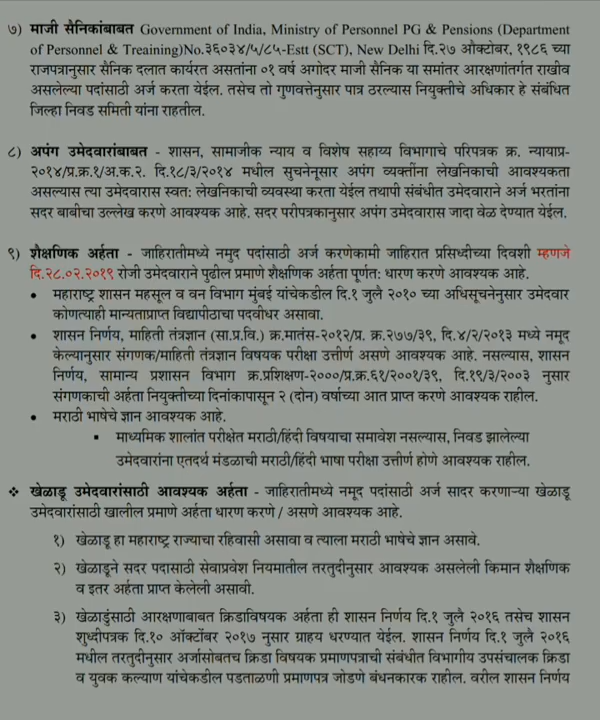 ७) माजी सैनिकांबाबत Government of India, Ministry of Personnel PG & Pensions (Department
of Personnel & Treaining)No.३६०३४/५/८५-Estt (SCT), New Delhi दि.२७ ऑक्टोबर, १९८६ च्या
राजपत्रानुसार सैनिक दलात कार्यरत असतांना ०१ वर्ष अगोदर माजी सैनिक या समांतर आरक्षणांतर्गत राखीव
असलेल्या पदांसाठी अर्ज करता येईल. तसेच तो गुणवत्तेनुसार पात्र ठरल्यास नियुक्तीचे अधिकार हे संबंधित
जिल्हा निवड समिती यांना राहतील.
८) अपंग उमेदवारांबाबत - शासन, सामाजीक न्याय व विशेष सहाय्य विभागाचे परिपत्रक क्र. न्यायाप्र-
२०१४/प्र.क्र.१/अ.क.२. दि.१८/३/२०१४ मधील सुचनेनूसार अपंग व्यक्तींना लेखनिकाची आवश्यकता
असल्यास त्या उमेदवारास स्वत: लेखनिकाची व्यवस्था करता येईल तथापी संबंधीत उमेदवाराने अर्ज भरतांना
सदर बाबीचा उल्लेख करणे आवश्यक आहे. सदर परीपत्रकानुसार अपंग उमेदवारास जादा वेळ देण्यात येईल.
९) शैक्षणिक अर्हता - जाहिरातीमध्ये नमुद पदांसाठी अर्ज करणेकामी जाहिरात प्रसिध्दीच्या दिवशी म्हणजे
दि.२८.०२.२०१९ रोजी उमेदवाराने पुढील प्रमाणे शैक्षणिक अर्हता पूर्णत: धारण करणे आवश्यक आहे.
• महाराष्ट्र शासन महसूल व वन विभाग मुंबई यांचेकडील दि.१ जुलै २०१० च्या अधिसूचनेनुसार उमेदवार
कोणत्याही मान्यताप्राप्त विद्यापीठाचा पदवीधर असावा.
• शासन निर्णय, माहिती तंत्रज्ञान (सा.प्र.वि.) क्र.मातंस-२०१२/प्र. क्र.२७७/३९, दि.४/२/२०१३ मध्ये नमूद
केल्यानुसार संगणक/माहिती तंत्रज्ञान विषयक परीक्षा उत्तीर्ण असणे आवश्यक आहे. नसल्यास, शासन
निर्णय, सामान्य प्रशासन विभाग क्र.प्रशिक्षण-२०००/प्र.क्र.६१/२००१/३९, दि.१९/३/२००३ नुसार
संगणकाची अर्हता नियुक्तीच्या दिनांकापासून २ (दोन) वर्षाच्या आत प्राप्त करणे आवश्यक राहील.
• मराठी भाषेचे ज्ञान आवश्यक आहे.
▪ माध्यमिक शालांत परीक्षेत मराठी/हिंदी विषयाचा समावेश नसल्यास, निवड झालेल्या
उमेदवारांना एतदर्थ मंडळाची मराठी/हिंदी भाषा परीक्षा उत्तीर्ण होणे आवश्यक राहील.
❖ खेळाडू उमेदवारांसाठी आवश्यक अर्हता - जाहिरातीमध्ये नमूद पदांसाठी अर्ज सादर करणाऱ्या खेळाडू
उमेदवारांसाठी खालील प्रमाणे अर्हता धारण करणे / असणे आवश्यक आहे.
१) खेळाडू हा महाराष्ट्र राज्याचा रहिवासी असावा व त्याला मराठी भाषेचे ज्ञान असावे.
२) खेळाडूने सदर पदासाठी सेवाप्रवेश नियमातील तरतुदीनुसार आवश्यक असलेली किमान शैक्षणिक
व इतर अर्हता प्राप्त केलेली असावी.
३) खेळाडुंसाठी आरक्षणाबाबत क्रिडाविषयक अर्हता ही शासन निर्णय दि.१ जुलै २०१६ तसेच शासन
शुध्दीपत्रक दि.१० ऑक्टोंबर २०१७ नुसार ग्राहय धरण्यात येईल. शासन निर्णय दि.१ जुलै २०१६
मधील तरतुदीनुसार अर्जासोबतच क्रिडा विषयक प्रमाणपत्राची संबंधीत विभागीय उपसंचालक क्रिडा
व युवक कल्याण यांचेकडील पडताळणी प्रमाणपत्र जोडणे बंधनकारक राहील. वरील शासन निर्णय